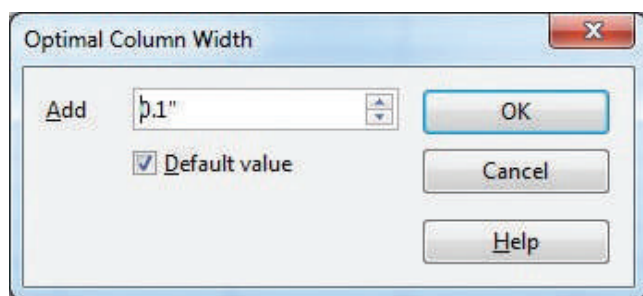 Optimal Column Width
Add 0.1" OK
Default value Cancel
Help